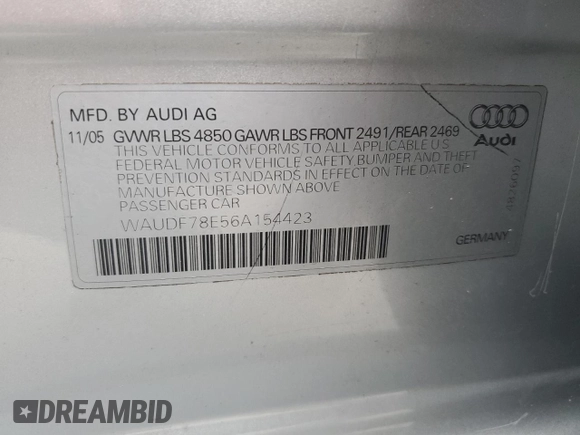 MFD. BY AUDI AG
11/05 GVWR LBS 4850 GAWR LBS FRONT 2491/REAR 2469
THIS VEHICLE CONFORMS TO ALL APPLICABLE U.S.
FEDERAL MOTOR VEHICLE SAFETY, BUMPER AND THEFT
PREVENTION STANDARDS IN EFFECT ON THE DATE OF
MANUFACTURE SHOWN ABOVE
PASSENGER CAR
WAUDF78E56A154423
Audi
4826097
GERMANY
DREAMBID